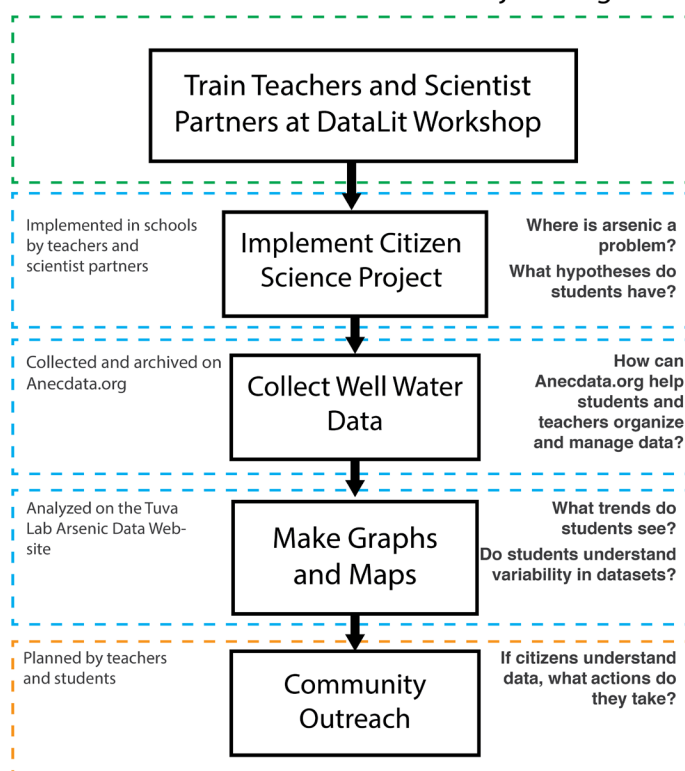 Train Teachers and Scientist
Partners at DataLit Workshop
Implemented in schools
by teachers and
scientist partners
Implement Citizen
Science Project
Where is arsenic a
problem?
What hypotheses do
students have?
Collected and archived on
Anecdata.org
Collect Well Water
Data
How can
Anecdata.org help
students and
teachers organize
and manage data?
Analyzed on the Tuva
Lab Arsenic Data Web-
site
Make Graphs
and Maps
What trends do
students see?
Do students understand
variability in datasets?
Planned by teachers
and students
Community
Outreach
If citizens understand
data, what actions do
they take?